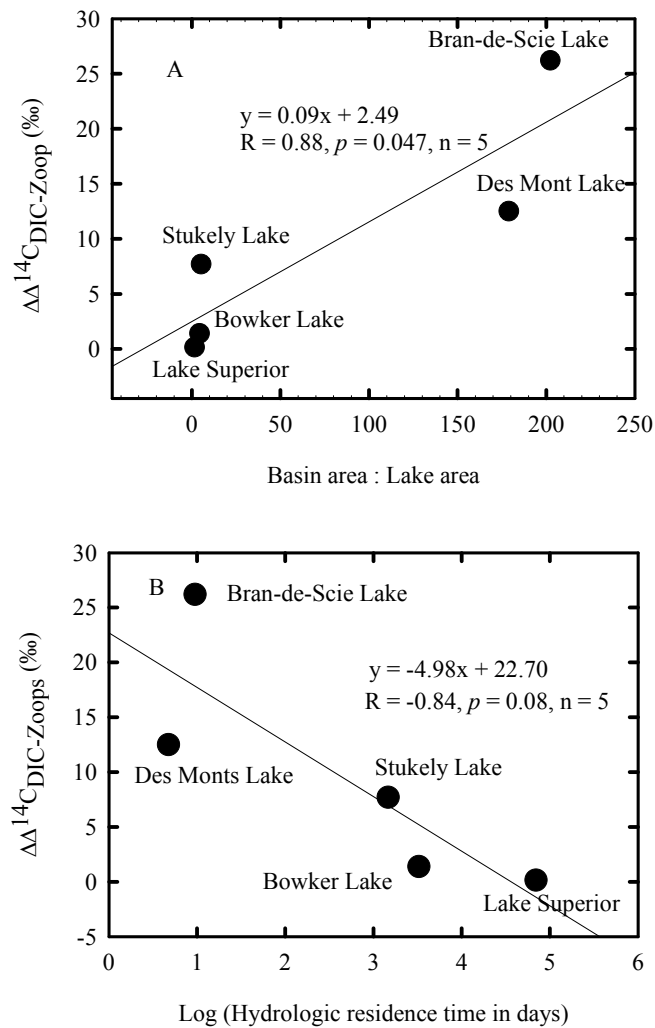 30
25
20
15
10
5
0
ΔΔ¹⁴C_DIC-Zoop (‰)
A
Bran-de-Scie Lake
y = 0.09x + 2.49
R = 0.88, p = 0.047, n = 5
Des Mont Lake
Stukely Lake
Bowker Lake
Lake Superior
0 50 100 150 200 250
Basin area : Lake area
30
25
20
15
10
5
0
-5
ΔΔ¹⁴C_DIC-Zoops (‰)
B
Bran-de-Scie Lake
y = -4.98x + 22.70
R = -0.84, p = 0.08, n = 5
Des Monts Lake
Stukely Lake
Bowker Lake
Lake Superior
0 1 2 3 4 5 6
Log (Hydrologic residence time in days)